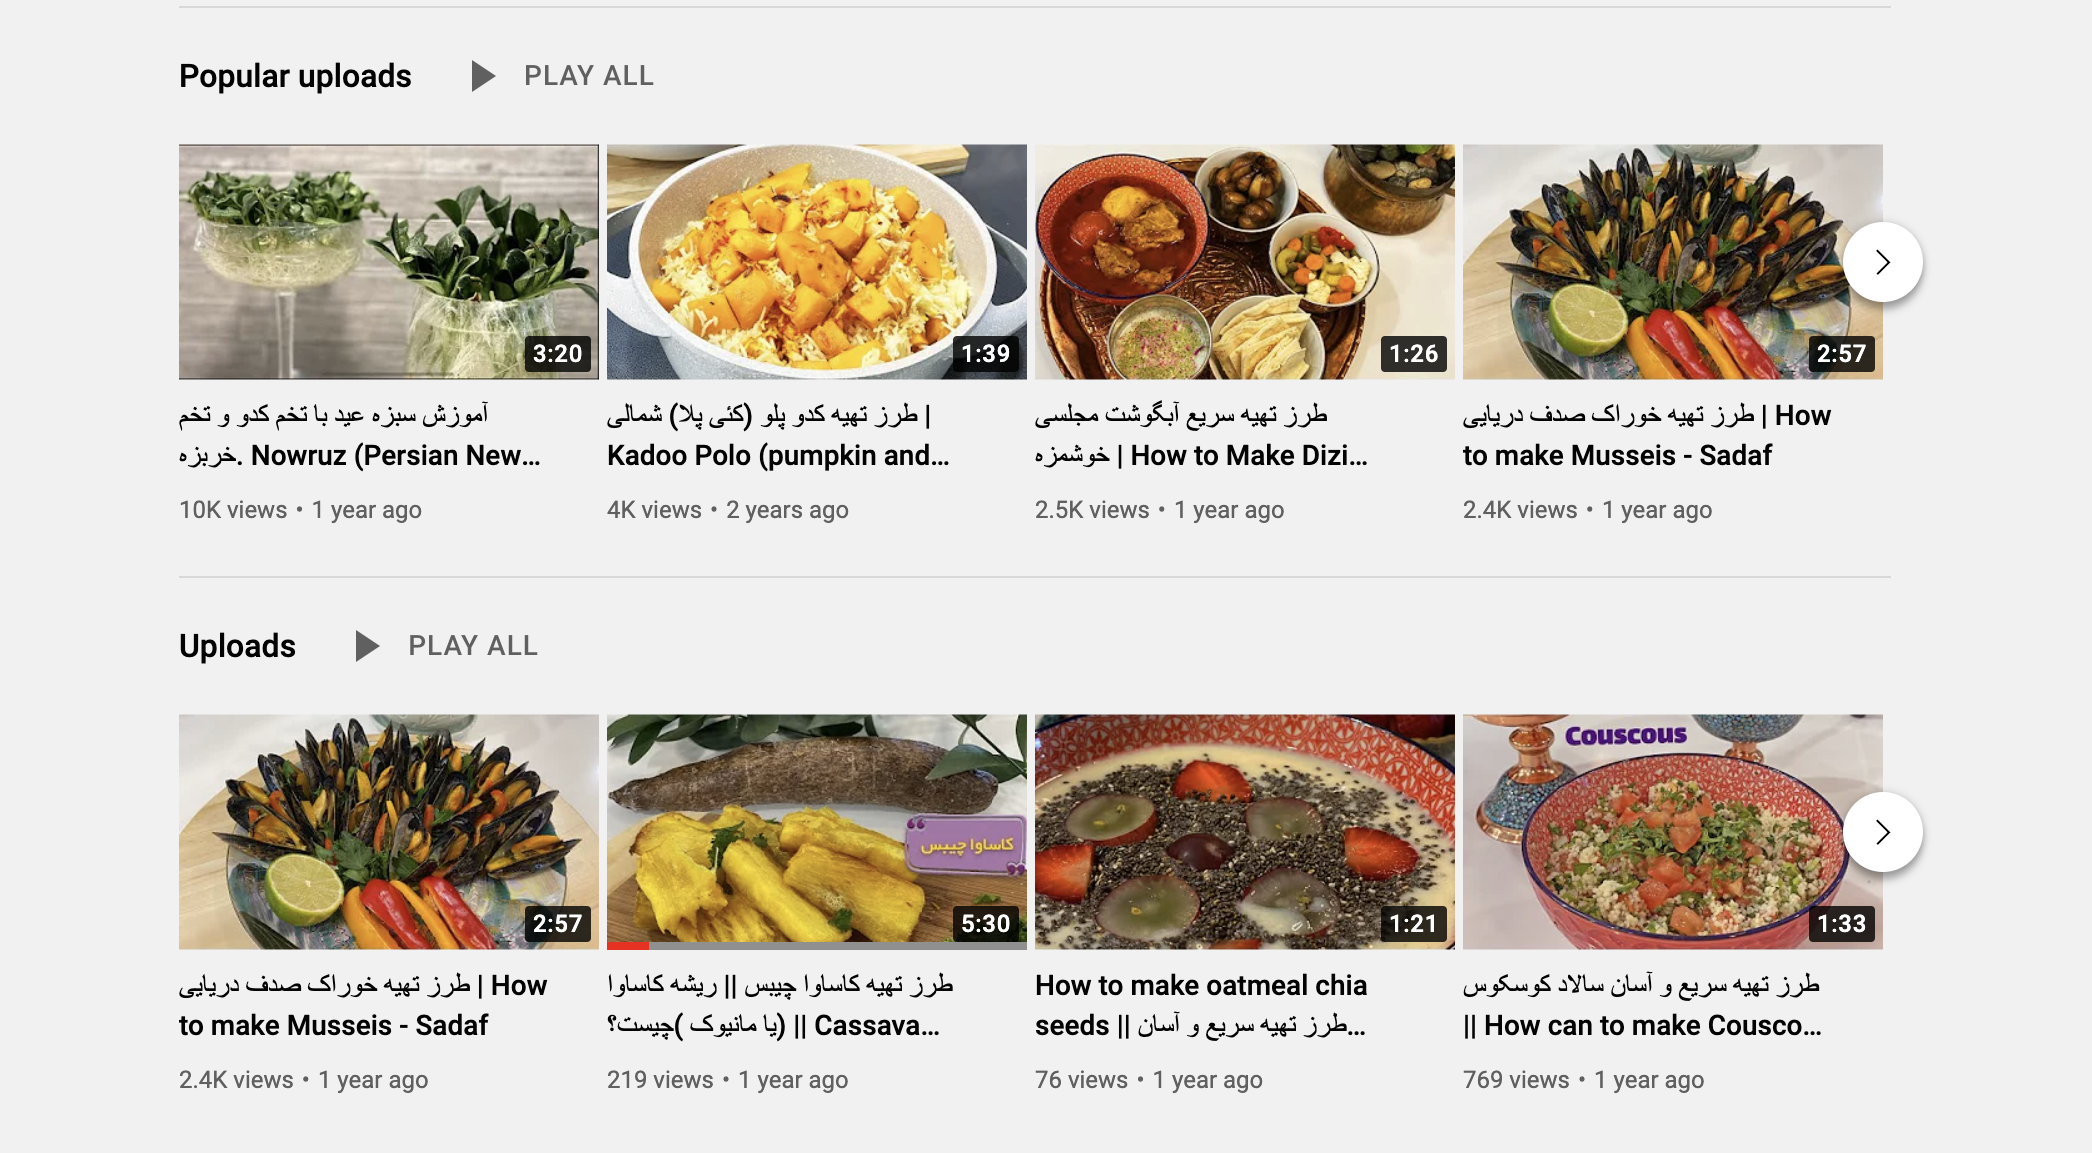 Popular uploads
PLAY ALL
3:20
1:39
1:26
2:57
آموزش سبزه عید با تخم کدو و تخم
خربزه. Nowruz (Persian New...
10K views • 1 year ago
طرز تهیه کدو پلو (کئی پلا) شمالی |
Kadoo Polo (pumpkin and...
4K views • 2 years ago
طرز تهیه سریع آبگوشت مجلسی
خوشمزه | How to Make Dizi...
2.5K views • 1 year ago
طرز تهیه خوراک صدف دریایی | How
to make Musseis - Sadaf
2.4K views • 1 year ago
Uploads
PLAY ALL
2:57
کاساوا چیبس
5:30
1:21
Couscous
1:33
طرز تهیه خوراک صدف دریایی | How
to make Musseis - Sadaf
2.4K views • 1 year ago
طرز تهیه کاساوا چیبس || ریشه کاساوا
(یا مانیوک )چیست؟ || Cassava...
219 views • 1 year ago
How to make oatmeal chia
seeds || طرز تهیه سریع و آسان...
76 views • 1 year ago
طرز تهیه سریع و آسان سالاد کوسکوس
|| How can to make Cousco...
769 views • 1 year ago